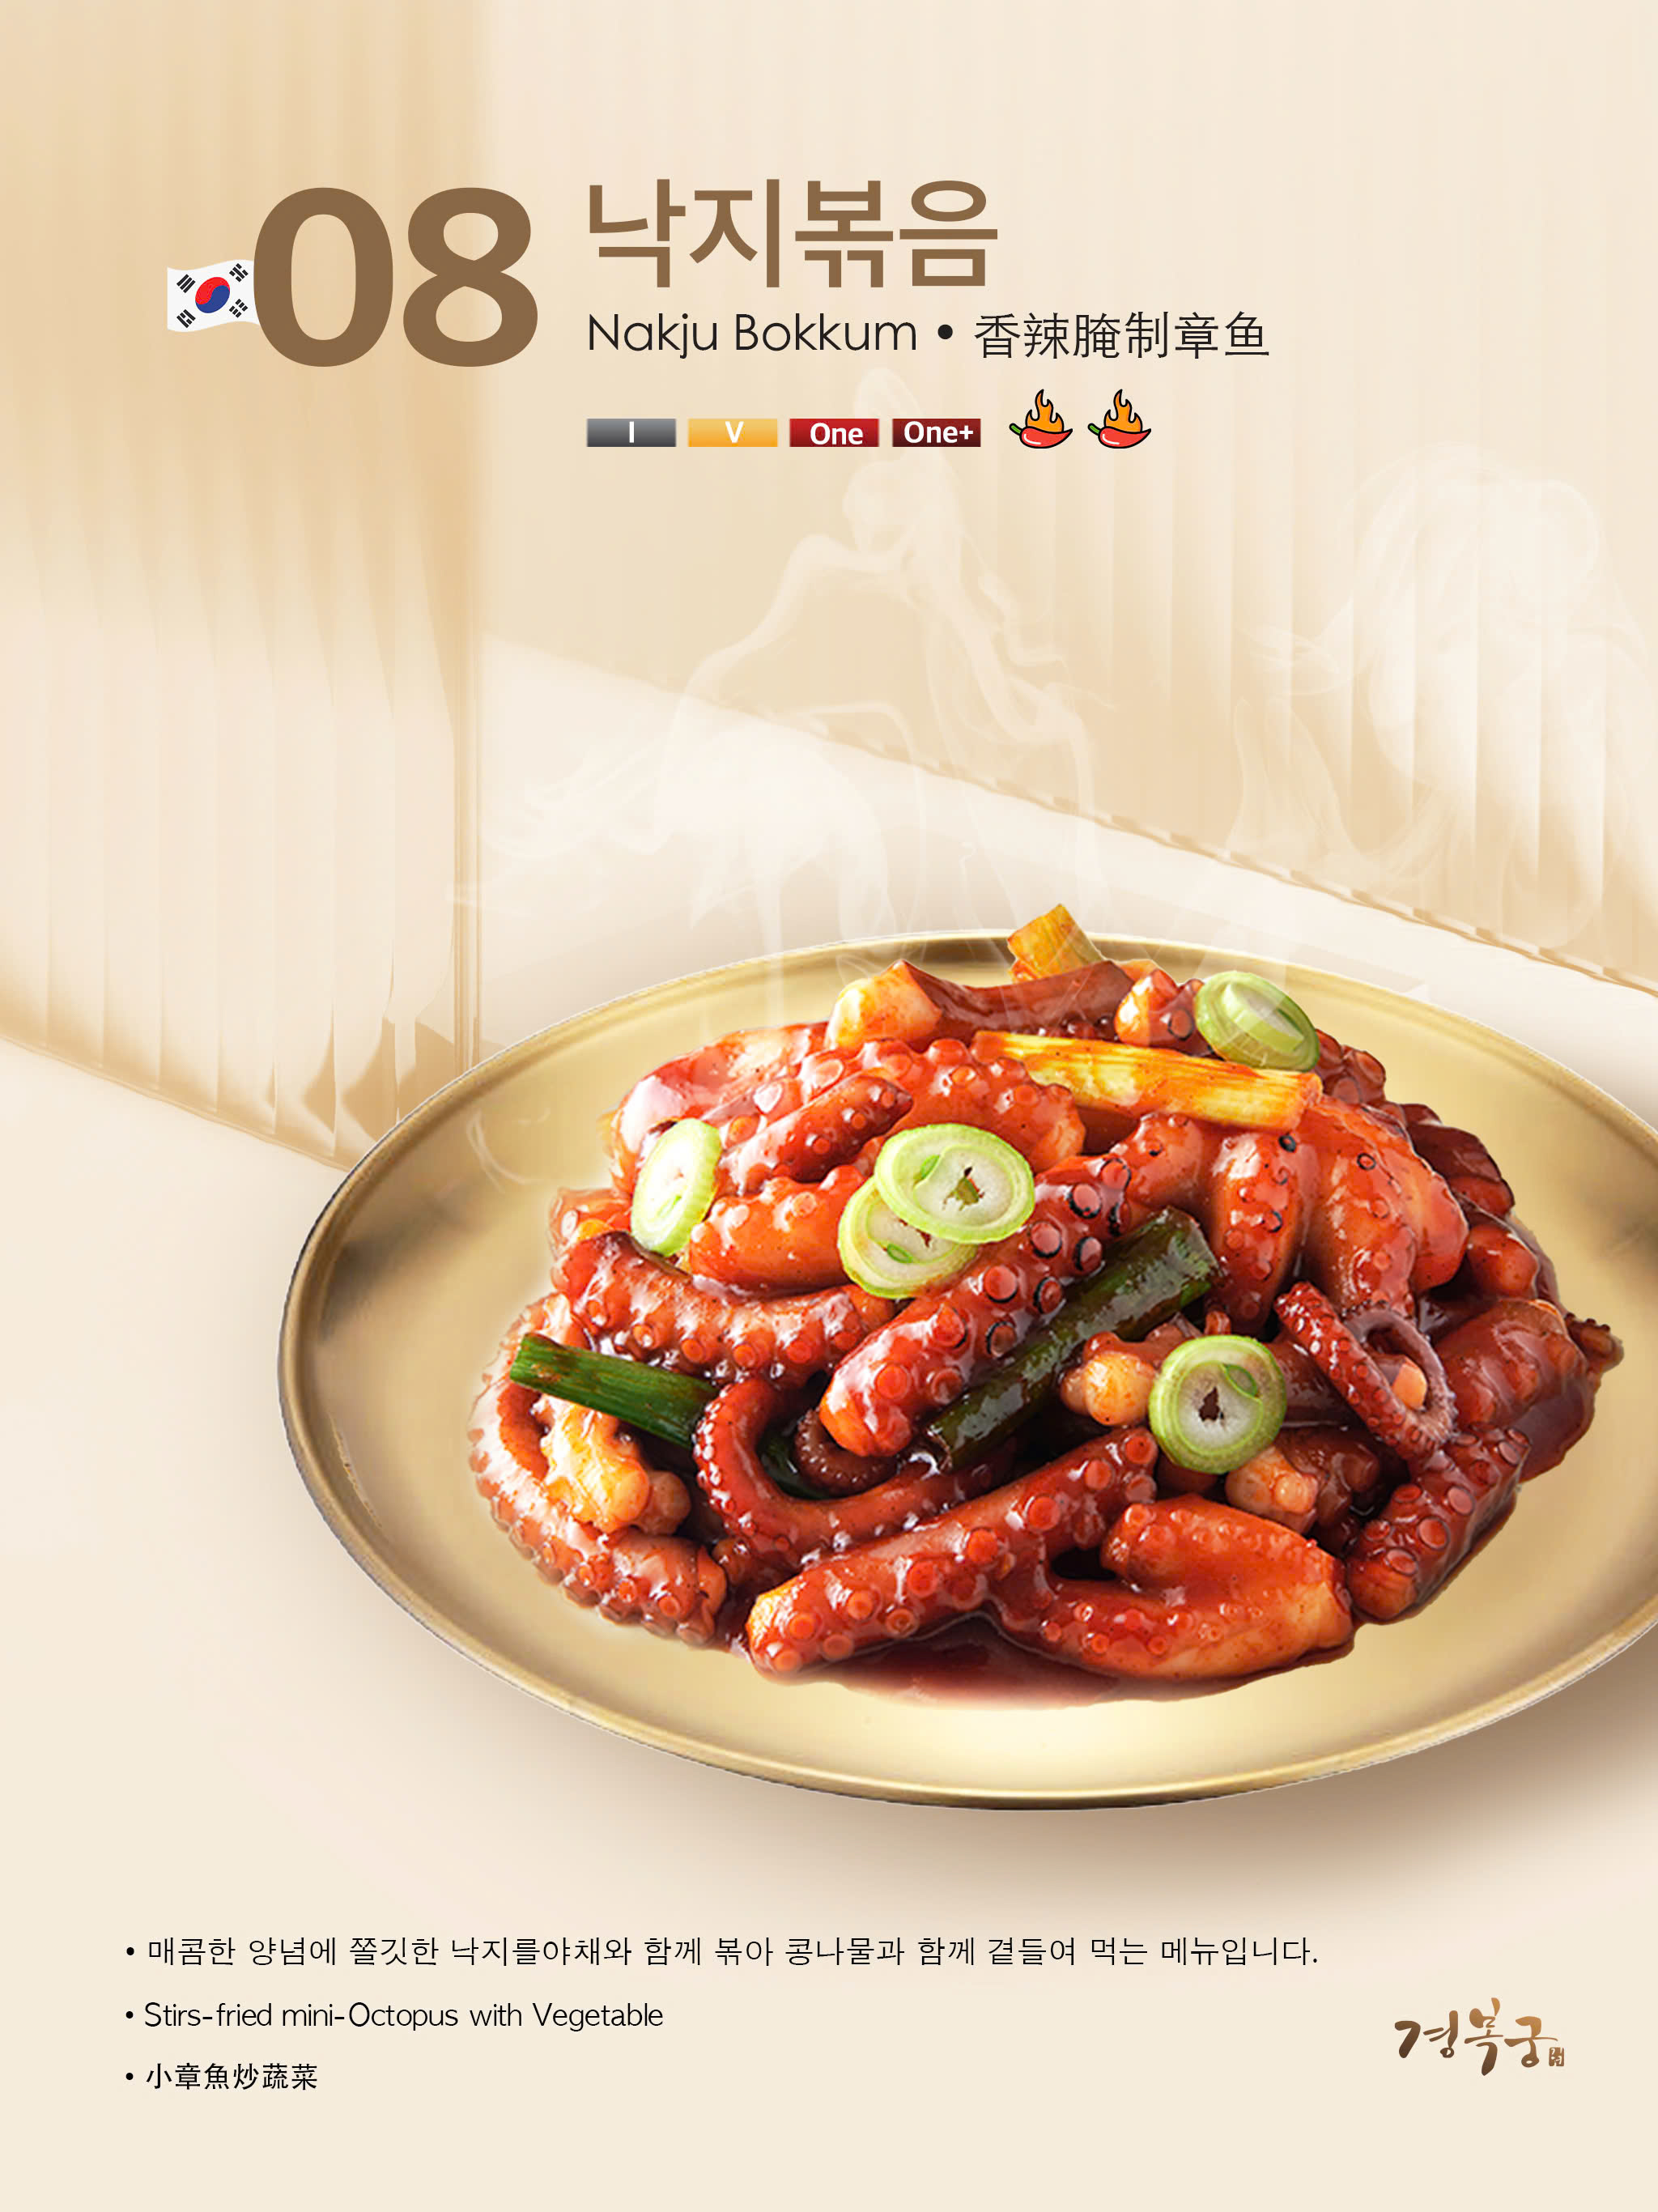 08
낙지볶음
Nakju Bokkum • 香辣腌制章鱼
I V One One+
• 매콤한 양념에 쫄깃한 낙지를야채와 함께 볶아 콩나물과 함께 곁들여 먹는 메뉴입니다.
• Stirs-fried mini-Octopus with Vegetable
• 小章魚炒蔬菜
경복궁